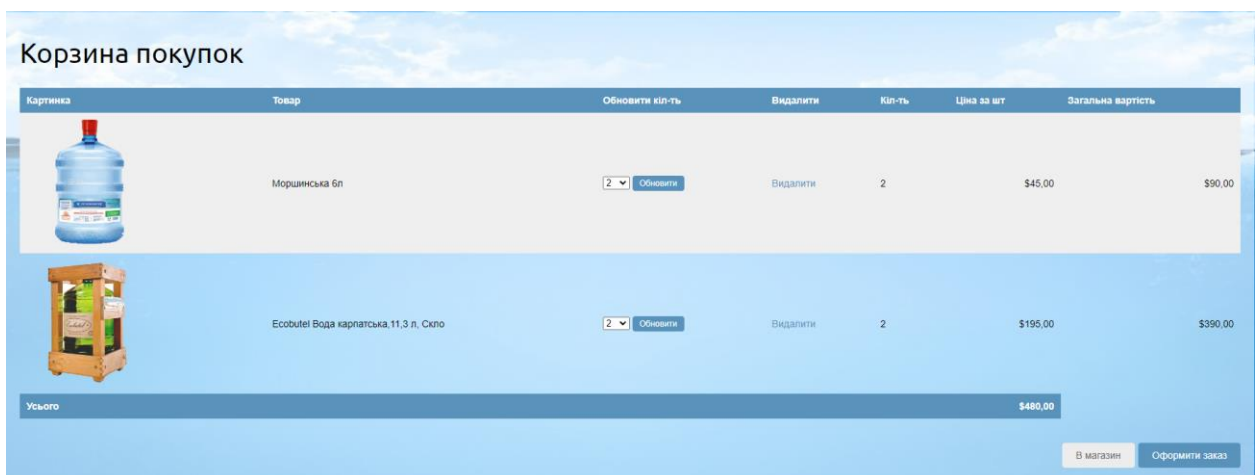 Корзина покупок
Картинка Товар Обновити кіл-ть Видалити Кіл-ть Ціна за шт Загальна вартість
Моршинська 6л 2 Обновити Видалити 2 $45,00 $90,00
Ecobutel Вода карпатська,11,3 л, Скло 2 Обновити Видалити 2 $195,00 $390,00
Усього $480,00
В магазин Оформити заказ